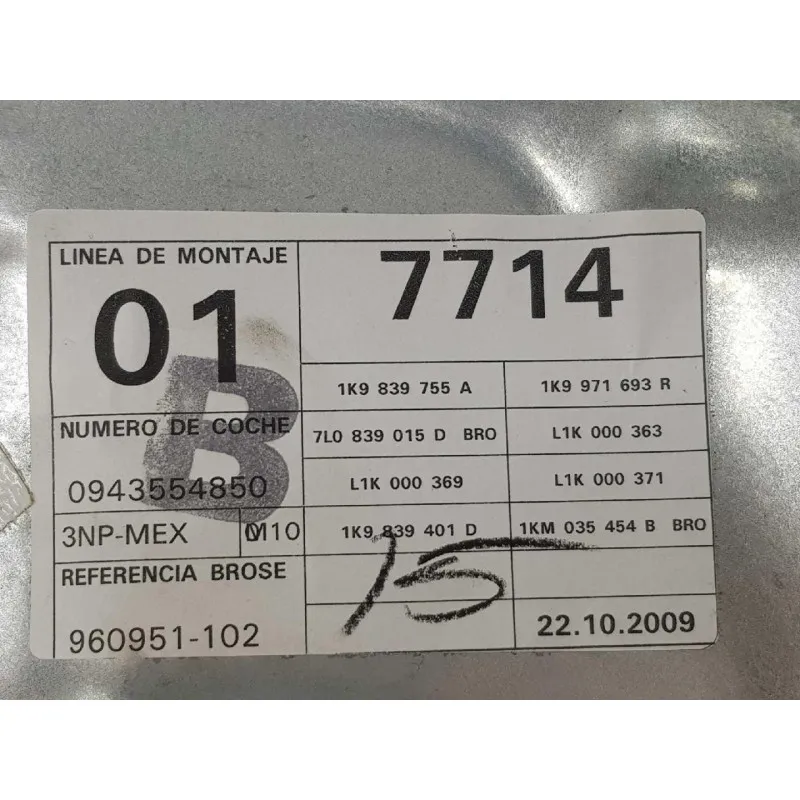 LINEA DE MONTAJE
01
7714
B
1K9 839 755 A
1K9 971 693 R
NUMERO DE COCHE
7L0 839 015 D BRO
L1K 000 363
0943554850
L1K 000 369
L1K 000 371
3NP-MEX
M10
1K9 839 401 D
1KM 035 454 B BRO
REFERENCIA BROSE
15
960951-102
22.10.2009